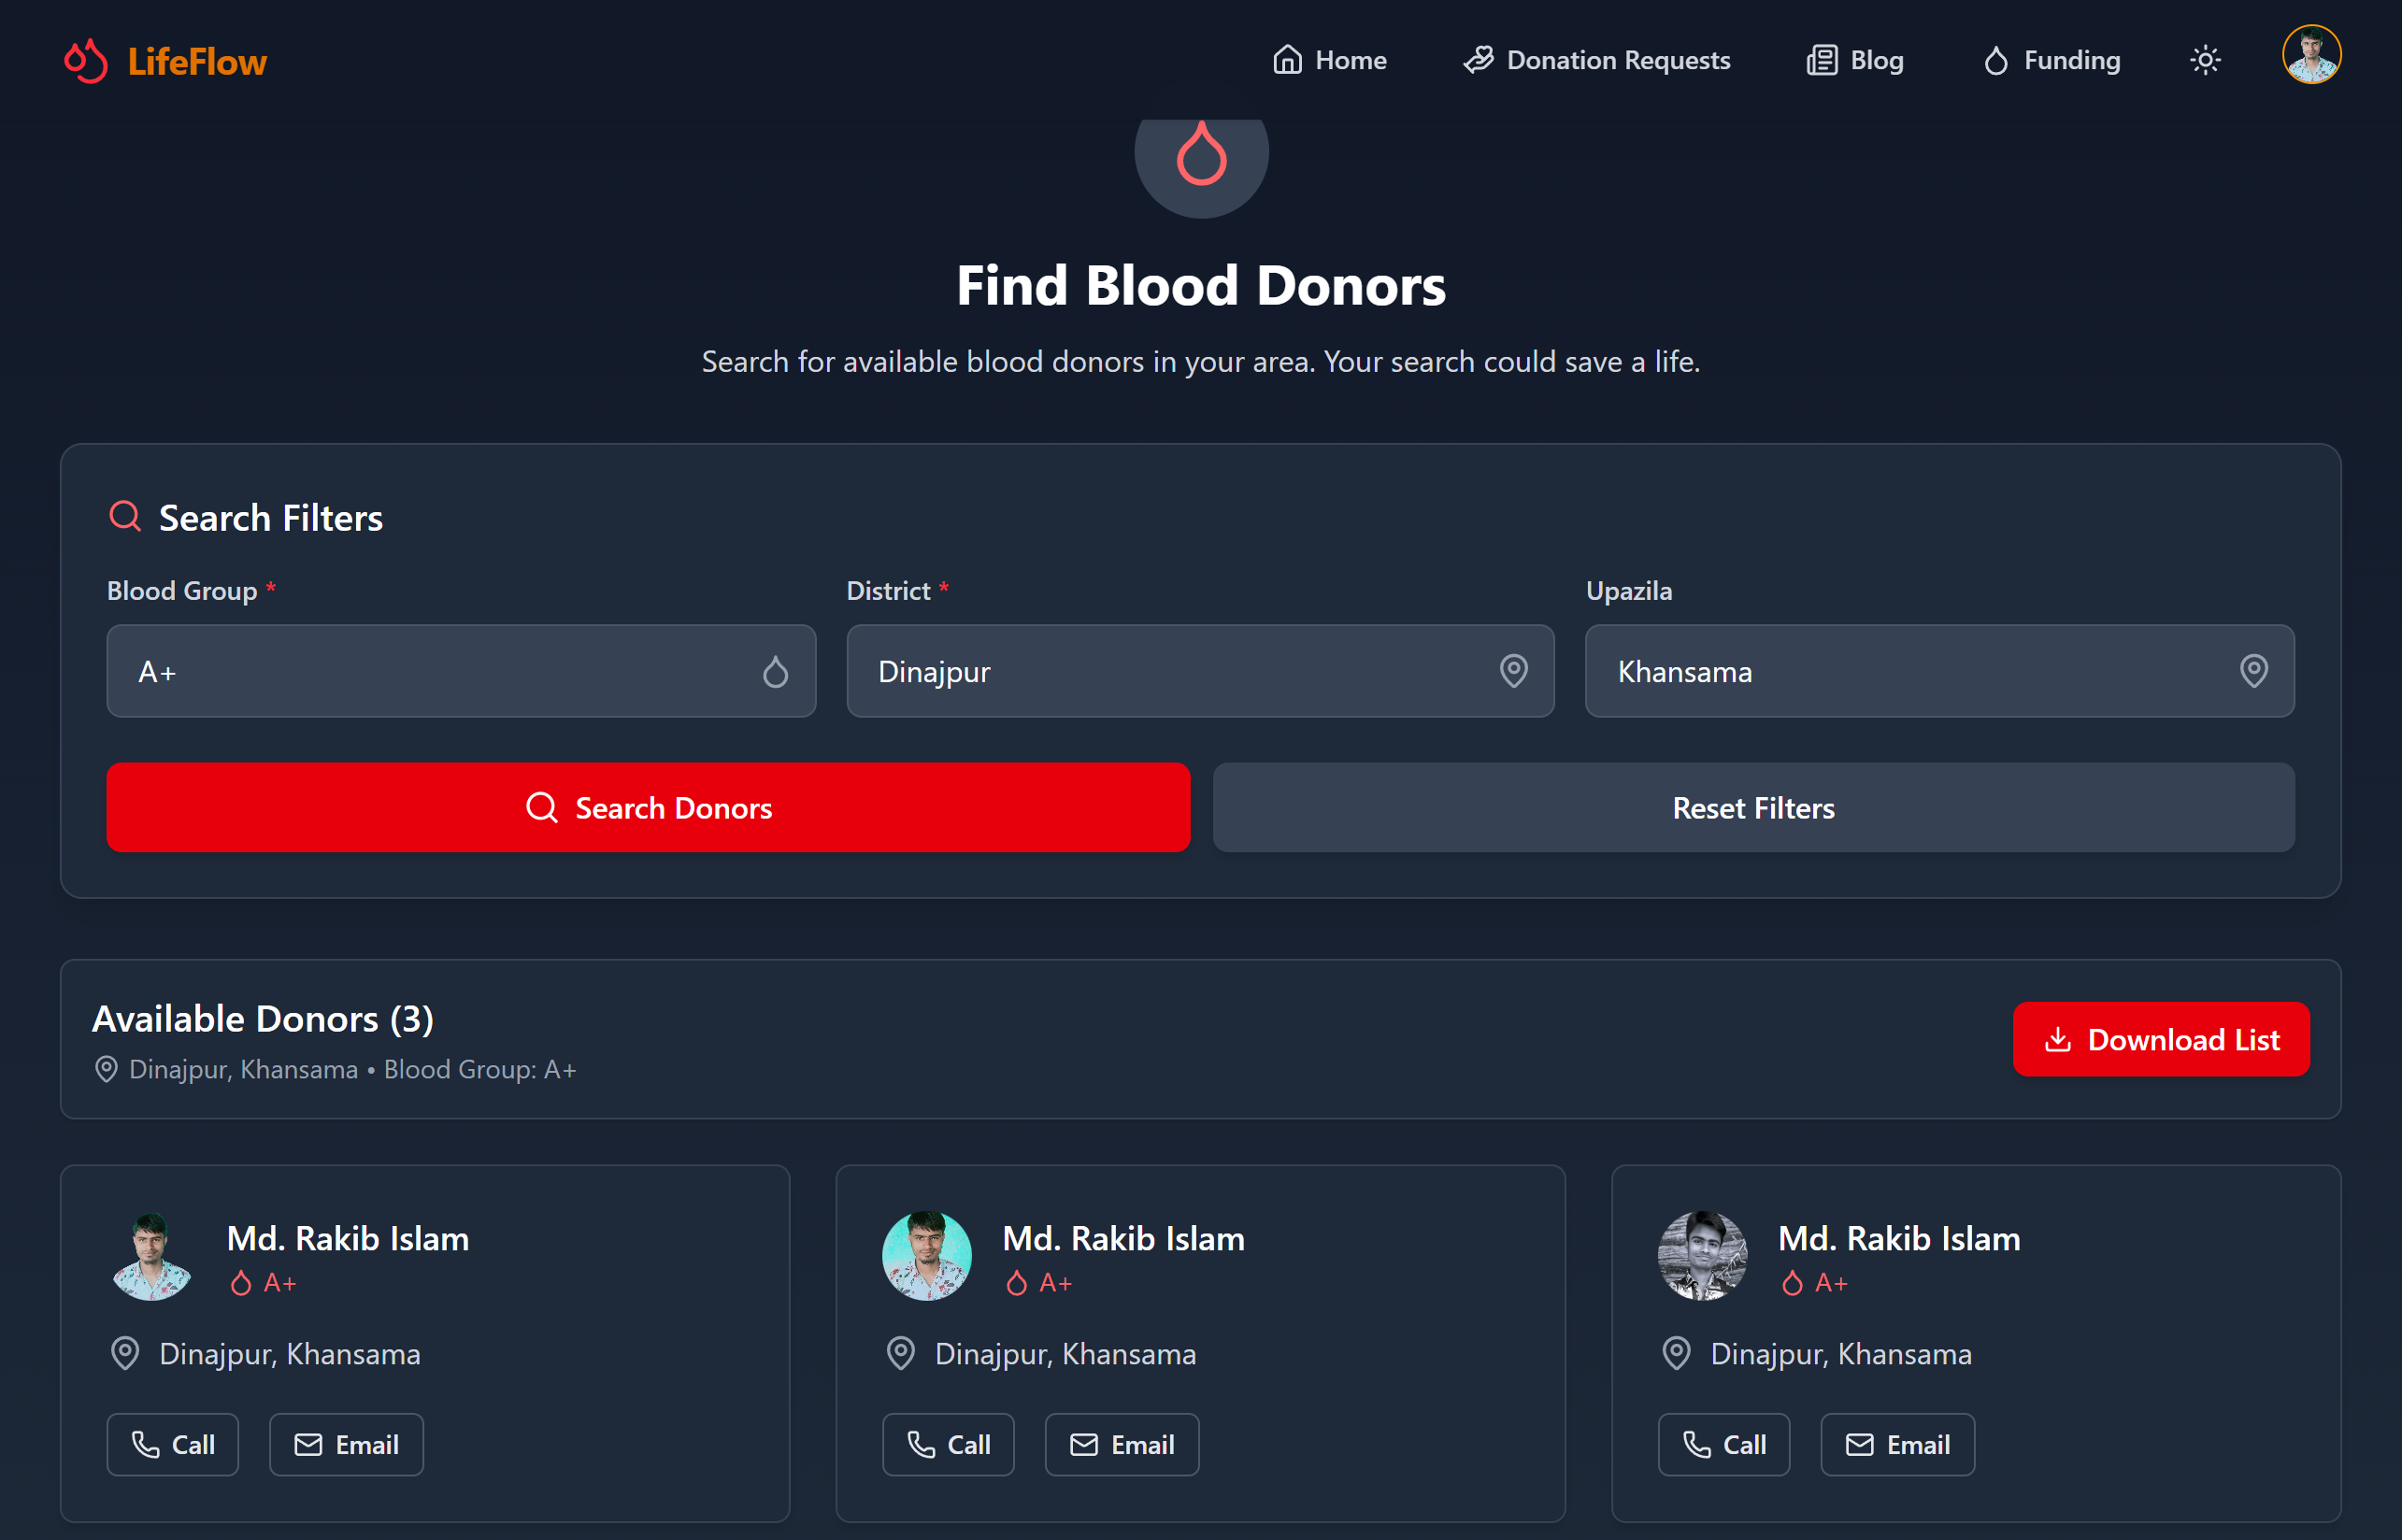 LifeFlow
Home
Donation Requests
Blog
Funding
Find Blood Donors
Search for available blood donors in your area. Your search could save a life.
Search Filters
Blood Group *
District *
Upazila
A+
Dinajpur
Khansama
Search Donors
Reset Filters
Available Donors (3)
Dinajpur, Khansama • Blood Group: A+
Download List
Md. Rakib Islam
A+
Dinajpur, Khansama
Call
Email
Md. Rakib Islam
A+
Dinajpur, Khansama
Call
Email
Md. Rakib Islam
A+
Dinajpur, Khansama
Call
Email